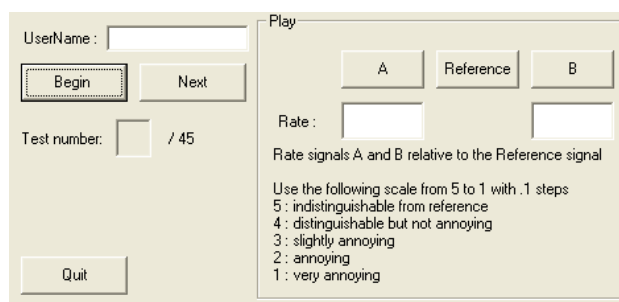 UserName :
Begin
Next
Test number:
/ 45
Quit
Play
A
Reference
B
Rate :
Rate signals A and B relative to the Reference signal
Use the following scale from 5 to 1 with .1 steps
5 : indistinguishable from reference
4 : distinguishable but not annoying
3 : slightly annoying
2 : annoying
1 : very annoying